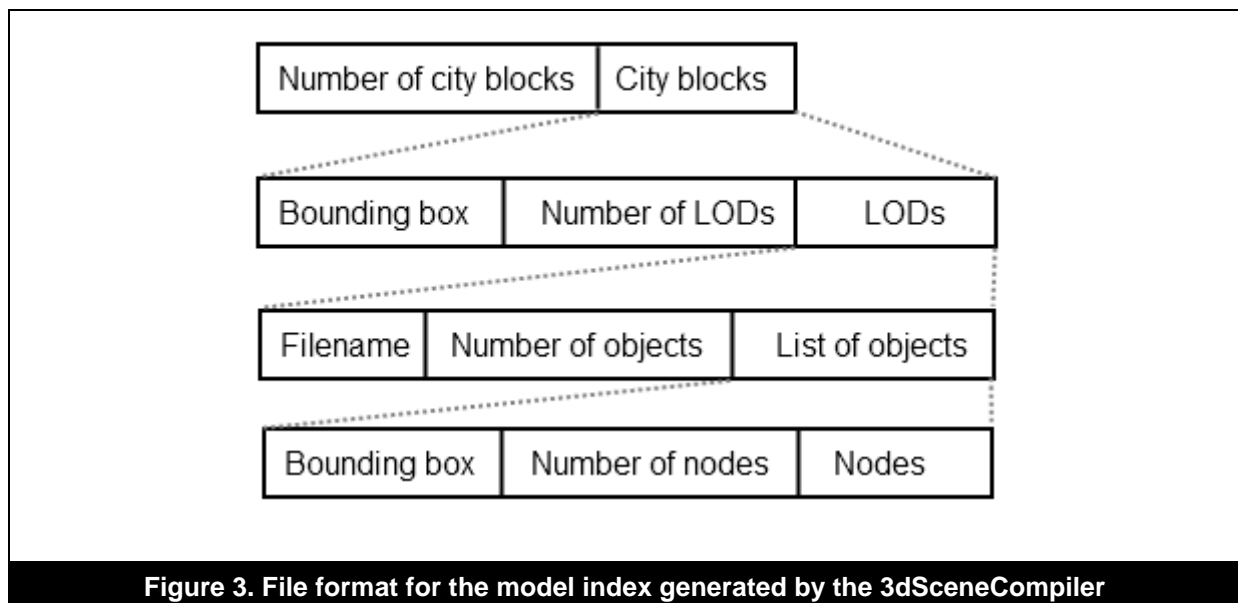 Number of city blocks City blocks
Bounding box Number of LODs LODs
Filename Number of objects List of objects
Bounding box Number of nodes Nodes
Figure 3. File format for the model index generated by the 3dSceneCompiler